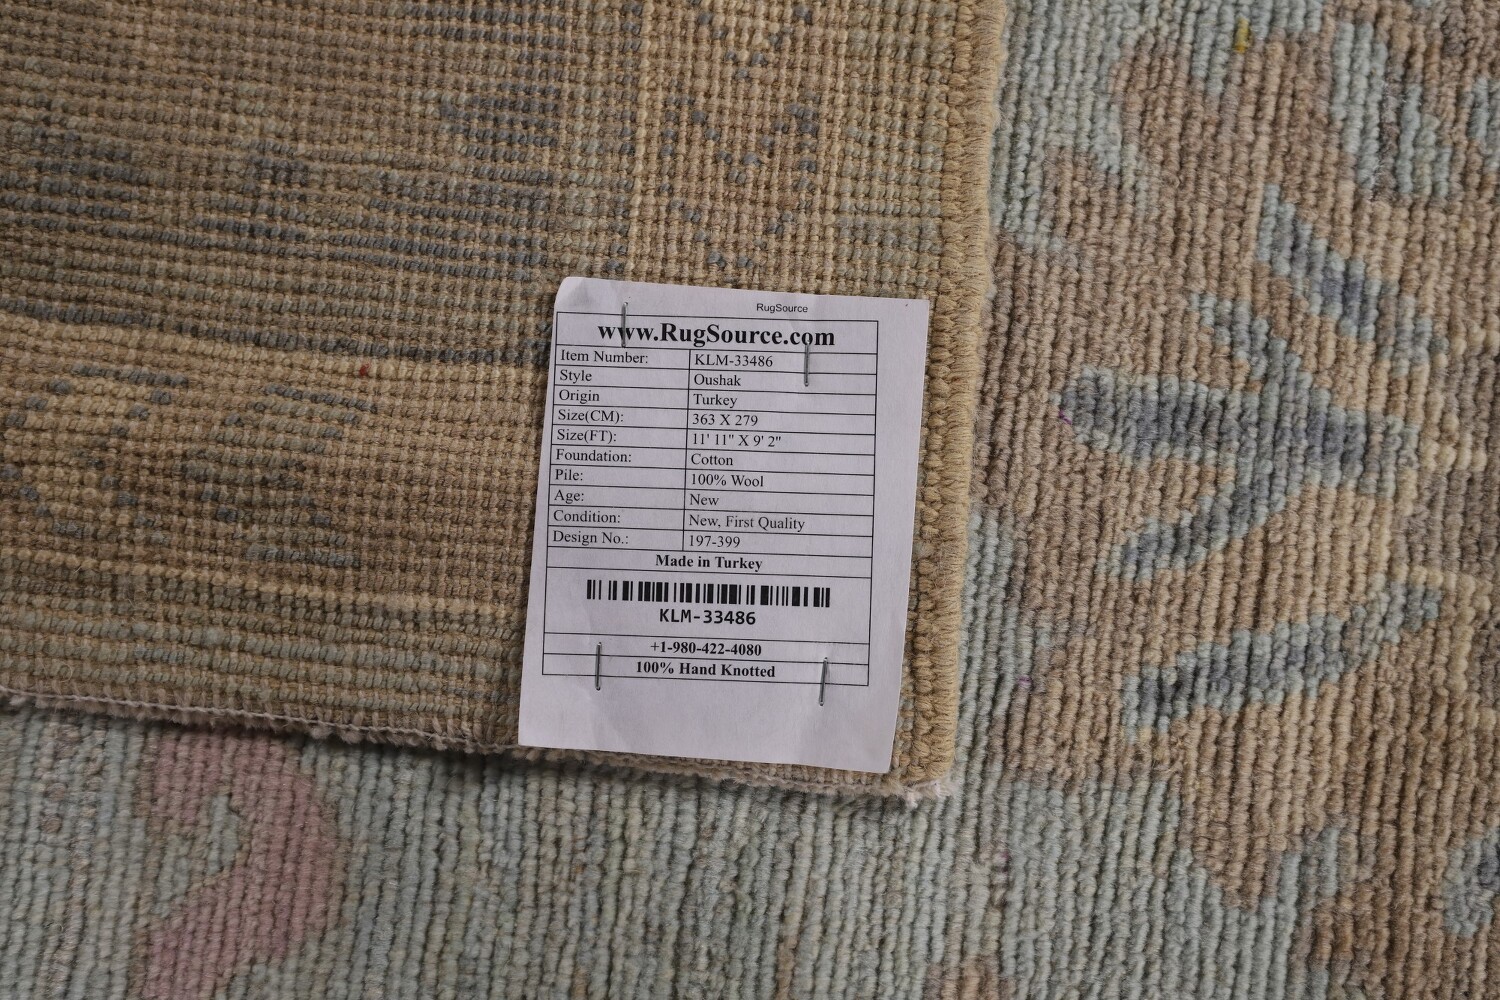 RugSource
www.RugSource.com
Item Number: KLM-33486
Style Oushak
Origin Turkey
Size(CM): 363 X 279
Size(FT): 11' 11" X 9' 2"
Foundation: Cotton
Pile: 100% Wool
Age: New
Condition: New, First Quality
Design No.: 197-399
Made in Turkey
KLM-33486
+1-980-422-4080
100% Hand Knotted